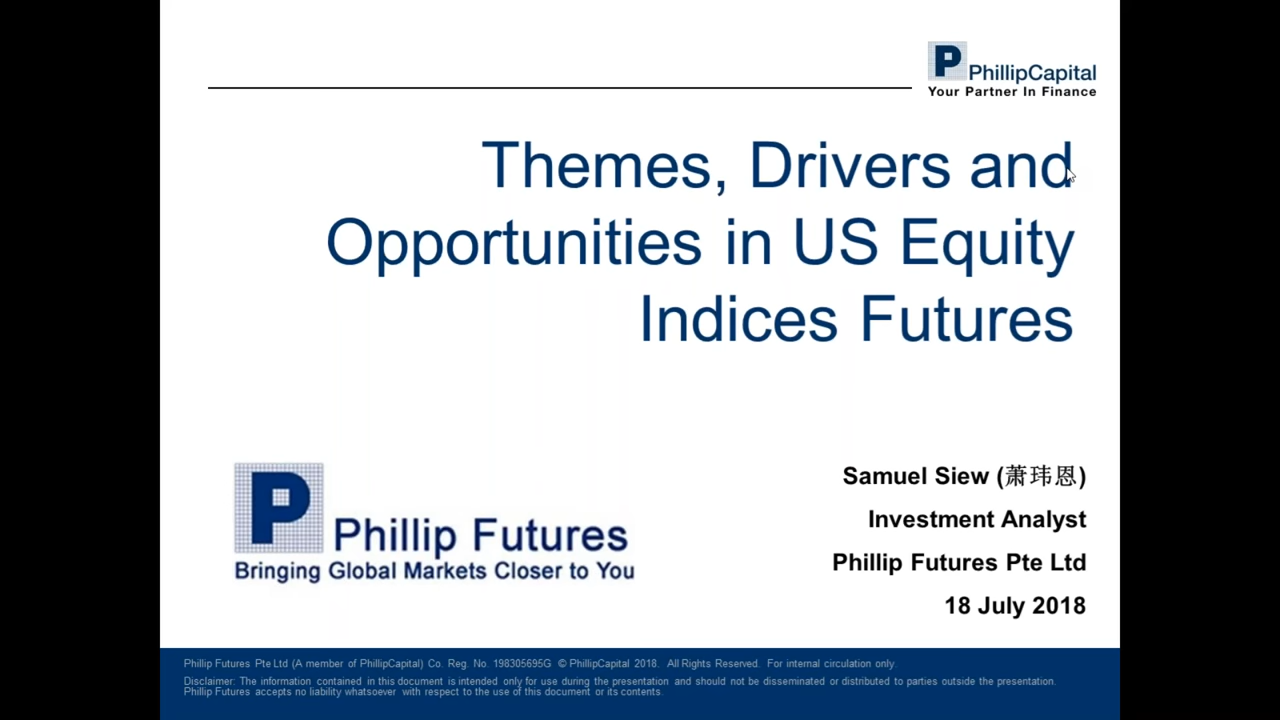 P PhillipCapital
Your Partner In Finance
Themes, Drivers and
Opportunities in US Equity
Indices Futures
Samuel Siew (萧玮恩)
Investment Analyst
Phillip Futures Pte Ltd
18 July 2018
P Phillip Futures
Bringing Global Markets Closer to You
Phillip Futures Pte Ltd (A member of PhillipCapital) Co. Reg. No. 198305695G © PhillipCapital 2018. All Rights Reserved. For internal circulation only.
Disclaimer: The information contained in this document is intended only for use during the presentation and should not be disseminated or distributed to parties outside the presentation.
Phillip Futures accepts no liability whatsoever with respect to the use of this document or its contents.